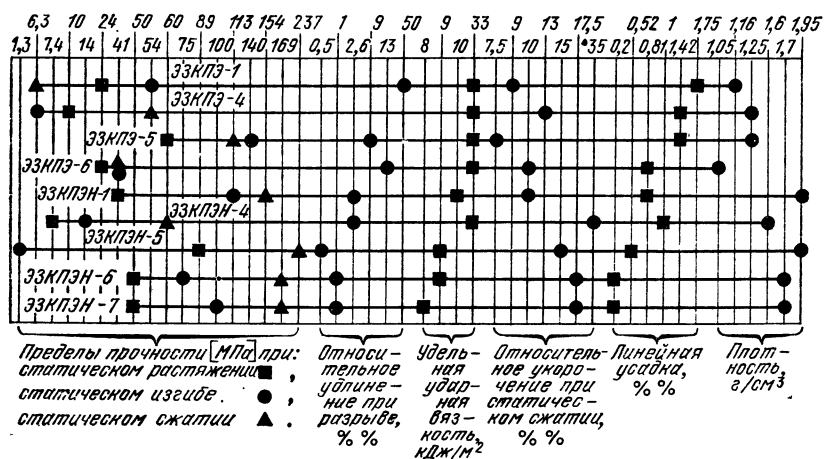 6,3 10 24 50 60 89 113 154 237 1 9 50 9 33 9 13 17,5 0,52 1 1,75 1,16 1,6 1,95
1,3 7,4 14 41 54 75 100 140 169 0,5 2,6 13 8 10 7,5 10 15 35 0,2 0,8 1,42 1,05 1,25 1,7
ЭЗКПЭ-1
ЭЗКПЭ-4
ЭЗКПЭ-5
ЭЗКПЭ-6
ЭЗКПЭН-1
ЭЗКПЭН-4
ЭЗКПЭН-5
ЭЗКПЭН-6
ЭЗКПЭН-7
Пределы прочности [МПа] при:
статическом растяжении ■,
статическом изгибе ●,
статическом сжатии ▲.
Относи-
тельное
удлине-
ние при
разрыве,
% %
Удель-
ная
удар-
ная
вяз-
кость,
кДж/м²
Относитель-
ное укоро-
чение при
статичес-
ком сжатии,
% %
Линейная
усадка,
% %
Плот-
ность,
г/см³